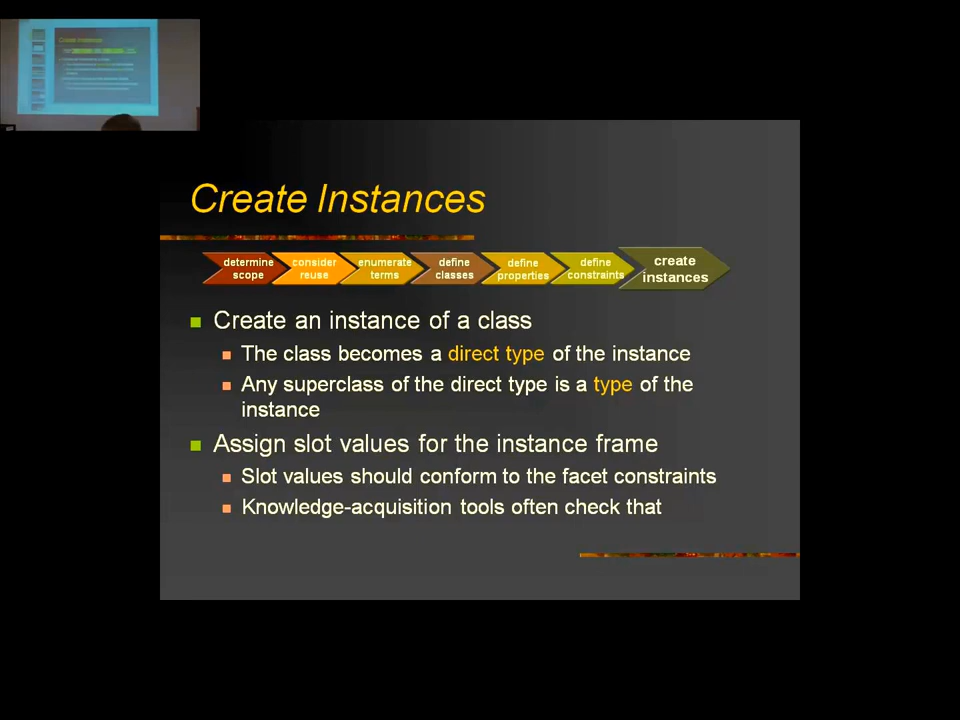 Create Instances
determine scope
consider reuse
enumerate terms
define classes
define properties
define constraints
create instances
Create an instance of a class
The class becomes a direct type of the instance
Any superclass of the direct type is a type of the
instance
Assign slot values for the instance frame
Slot values should conform to the facet constraints
Knowledge-acquisition tools often check that